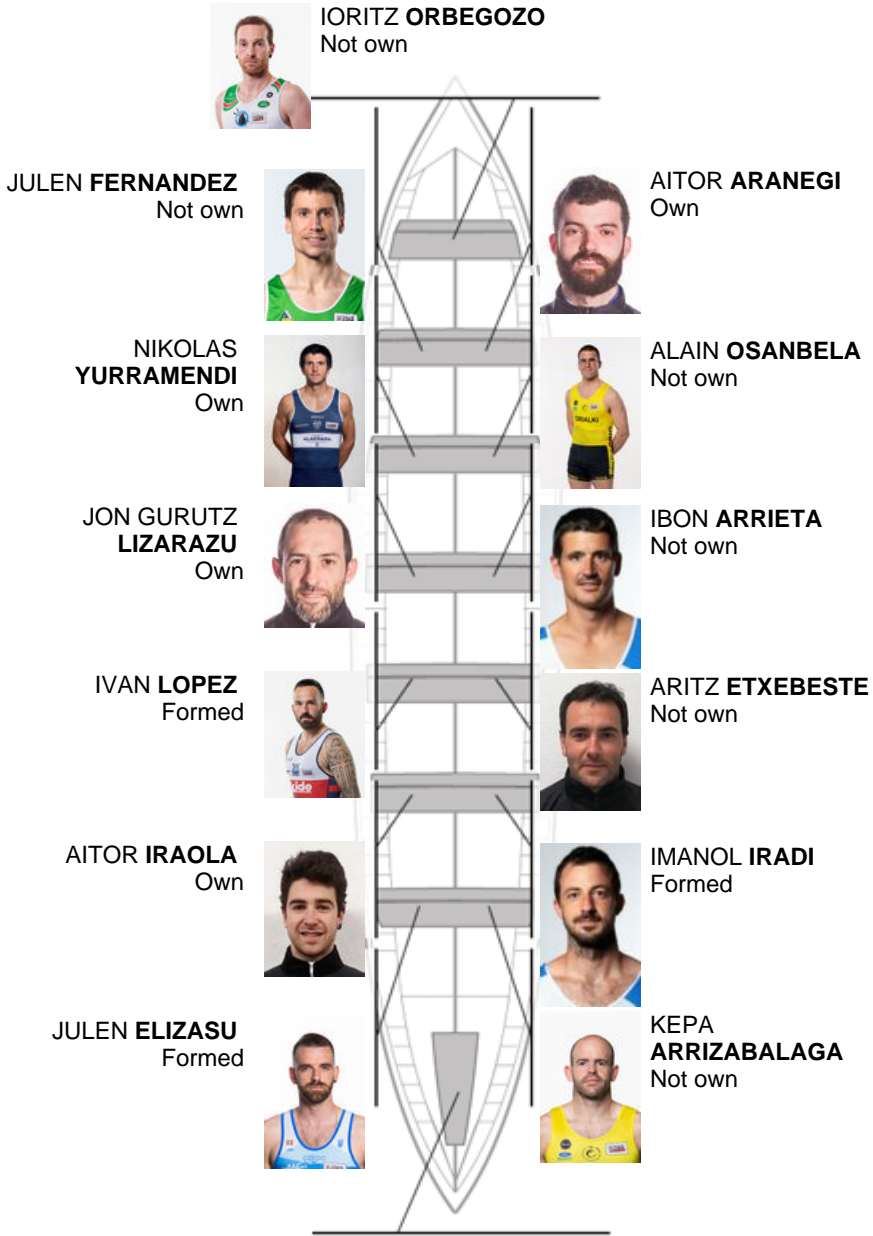 IORITZ ORBEGOZO
Not own
JULEN FERNANDEZ
Not own
AITOR ARANEGI
Own
NIKOLAS
YURRAMENDI
Own
ALAIN OSANBELA
Not own
JON GURUTZ
LIZARAZU
Own
IBON ARRIETA
Not own
IVAN LOPEZ
Formed
ARITZ ETXEBESTE
Not own
AITOR IRAOLA
Own
IMANOL IRADI
Formed
JULEN ELIZASU
Formed
KEPA
ARRIZABALAGA
Not own